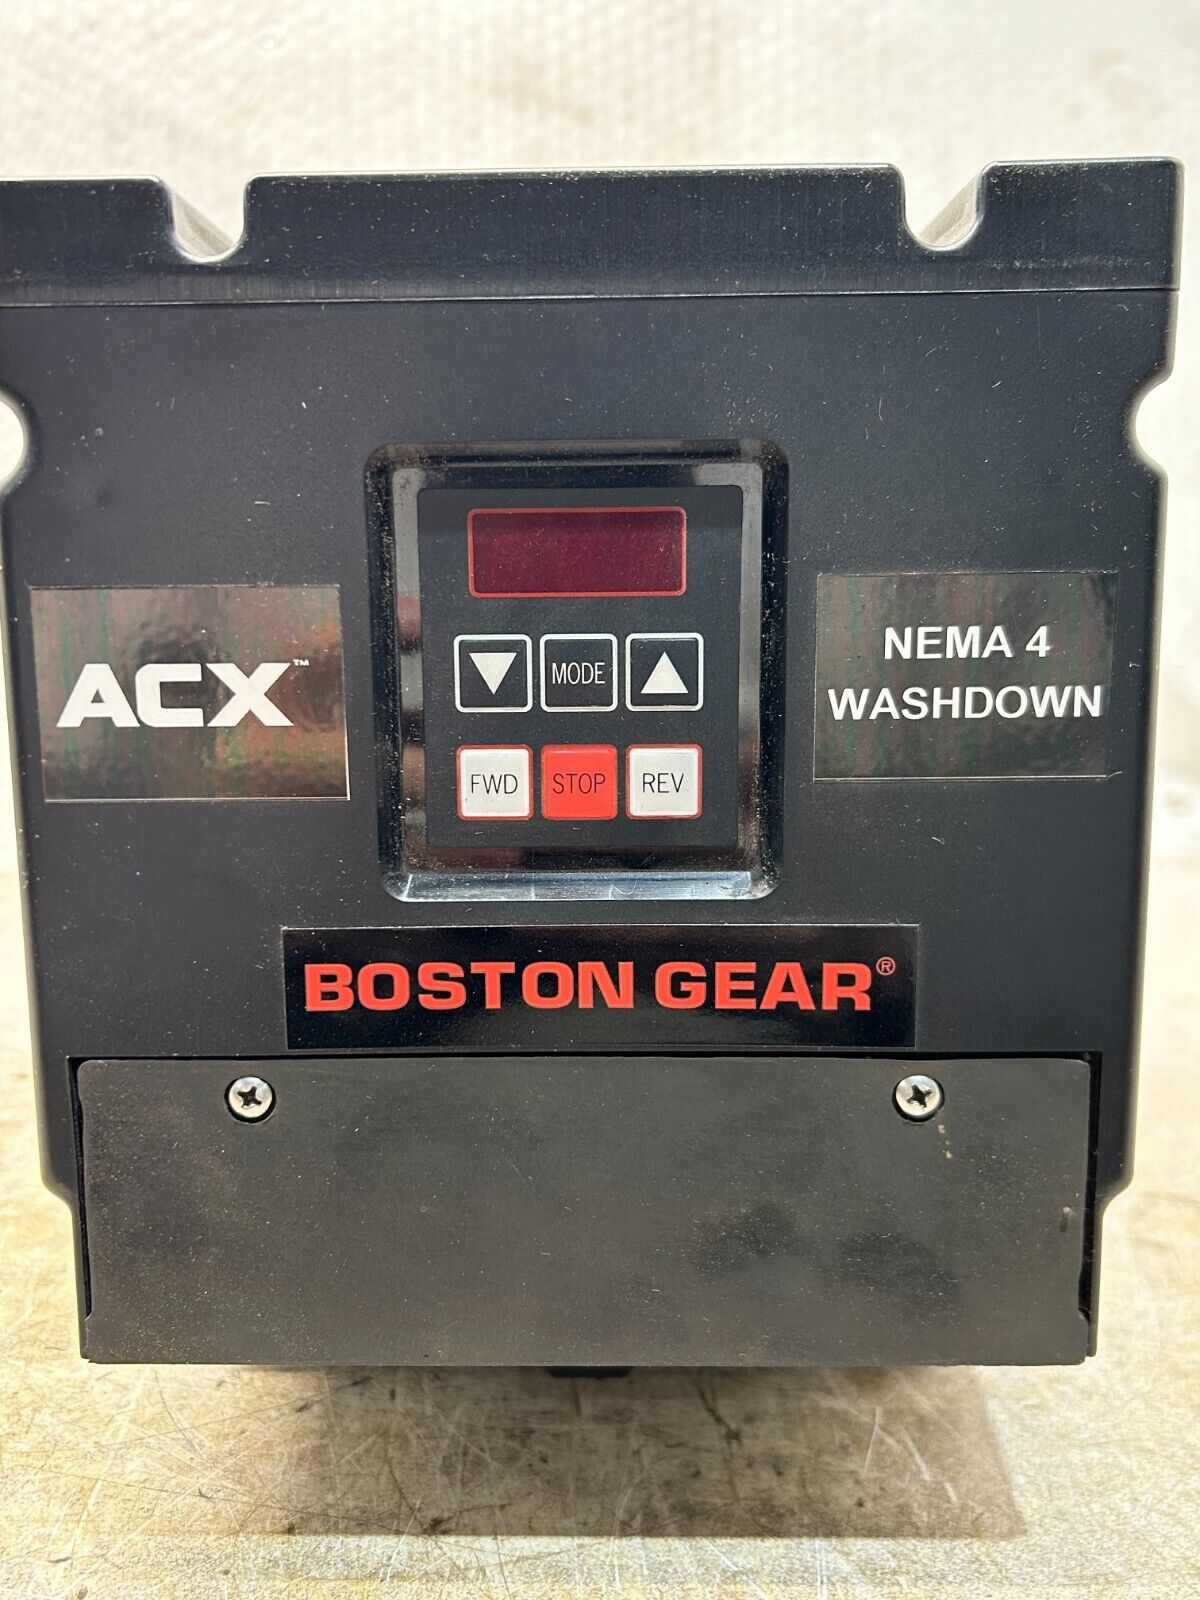 ACX™
NEMA 4
WASHDOWN
MODE
FWD
STOP
REV
BOSTON GEAR®